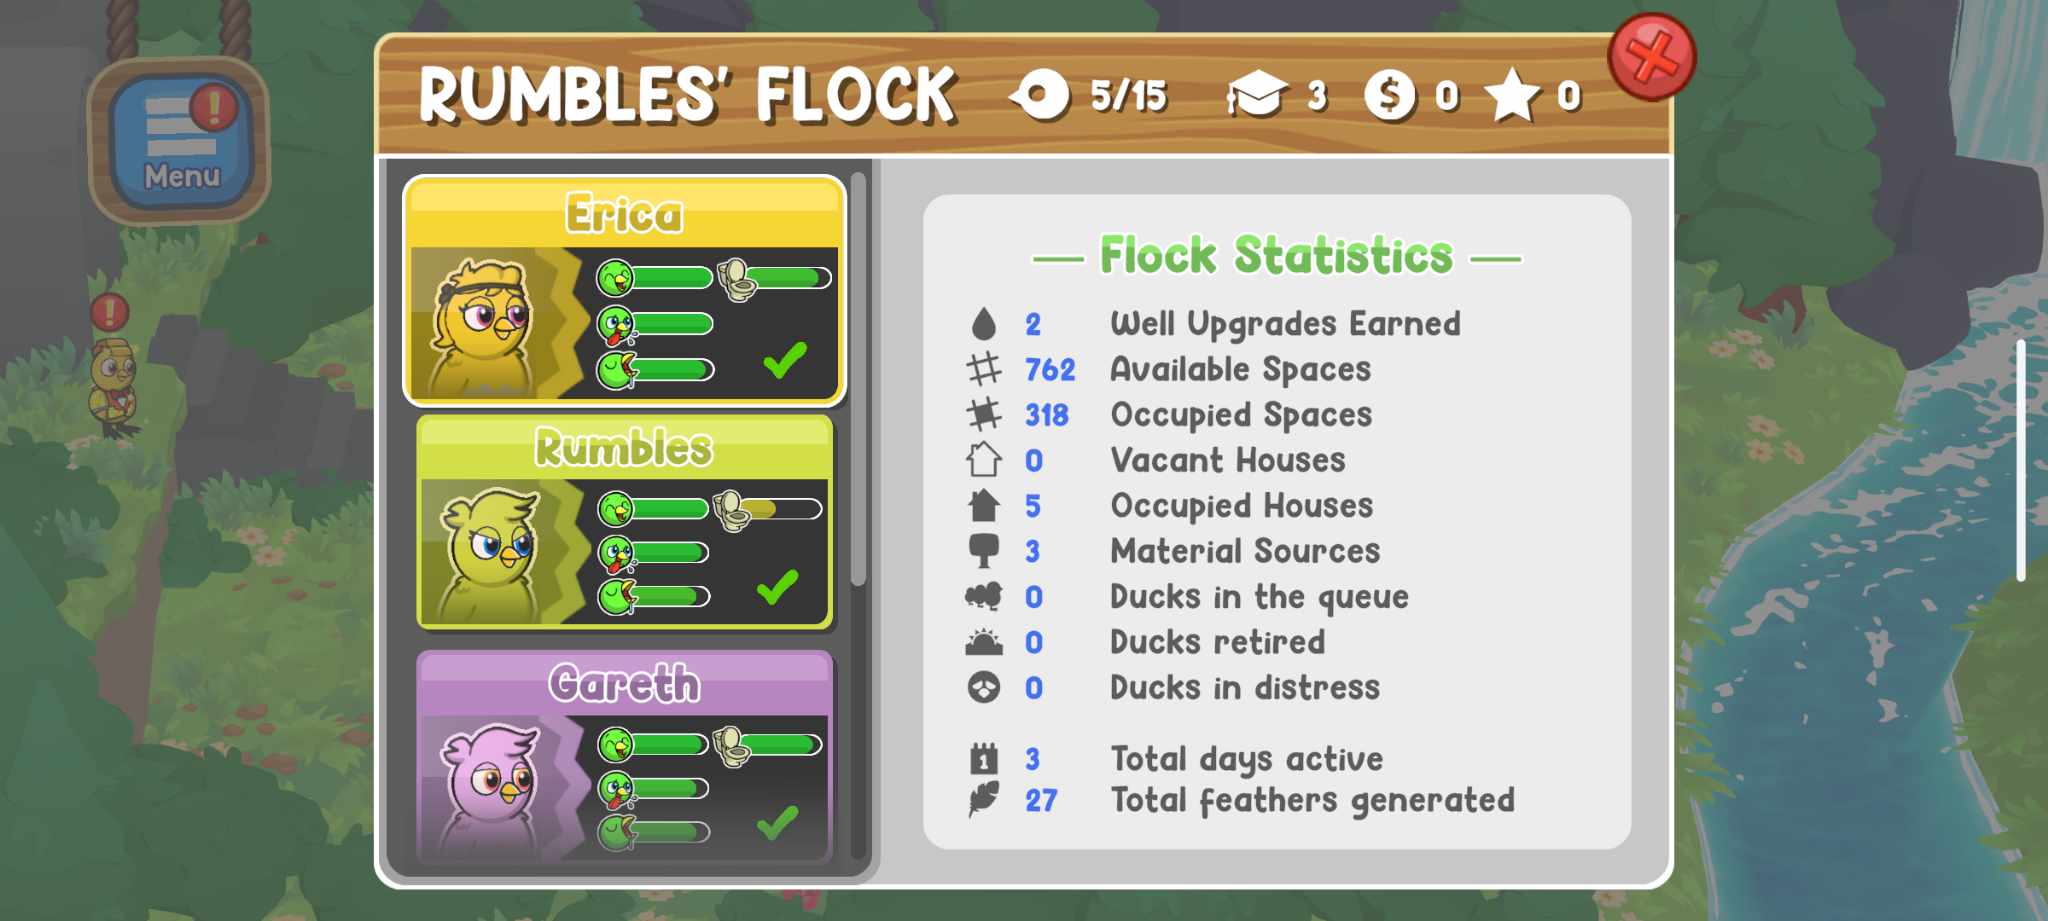 Menu
RUMBLES' FLOCK 5/15 3 0 0
Erica
Rumbles
Gareth
Flock Statistics
2 Well Upgrades Earned
762 Available Spaces
318 Occupied Spaces
0 Vacant Houses
5 Occupied Houses
3 Material Sources
0 Ducks in the queue
0 Ducks retired
0 Ducks in distress
3 Total days active
27 Total feathers generated